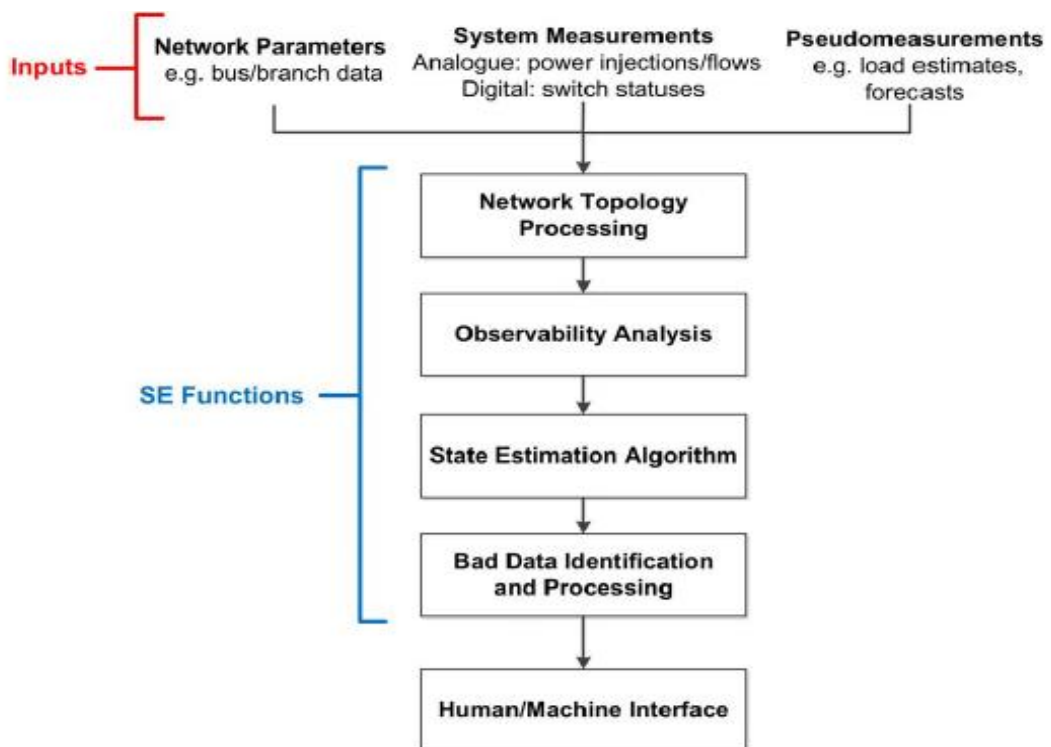 Inputs
Network Parameters
e.g. bus/branch data
System Measurements
Analogue: power injections/flows
Digital: switch statuses
Pseudomeasurements
e.g. load estimates,
forecasts
SE Functions
Network Topology
Processing
Observability Analysis
State Estimation Algorithm
Bad Data Identification
and Processing
Human/Machine Interface